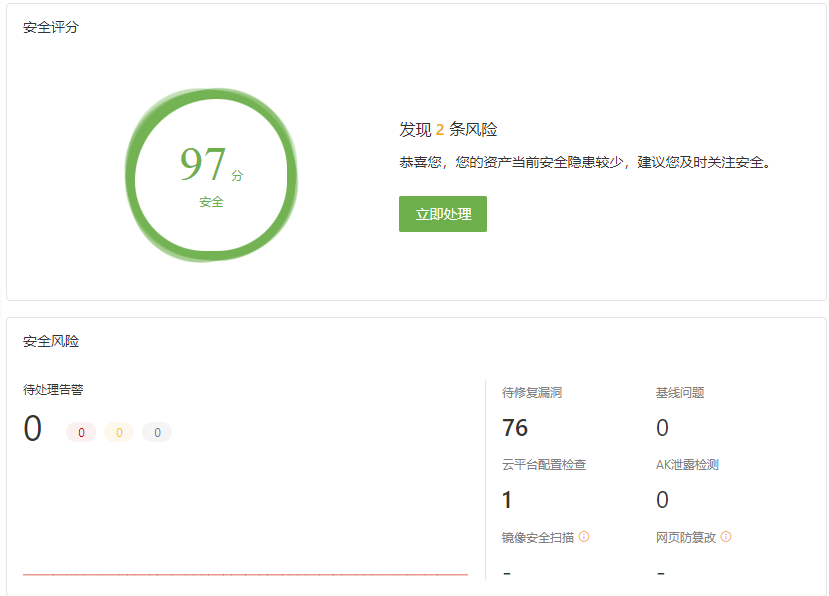 安全评分
97 分
安全
发现 2 条风险
恭喜您，您的资产当前安全隐患较少，建议您及时关注安全。
立即处理
安全风险
待处理告警
0 0 0 0
待修复漏洞 基线问题
76 0
云平台配置检查 AK泄露检测
1 0
镜像安全扫描 网页防篡改
- -